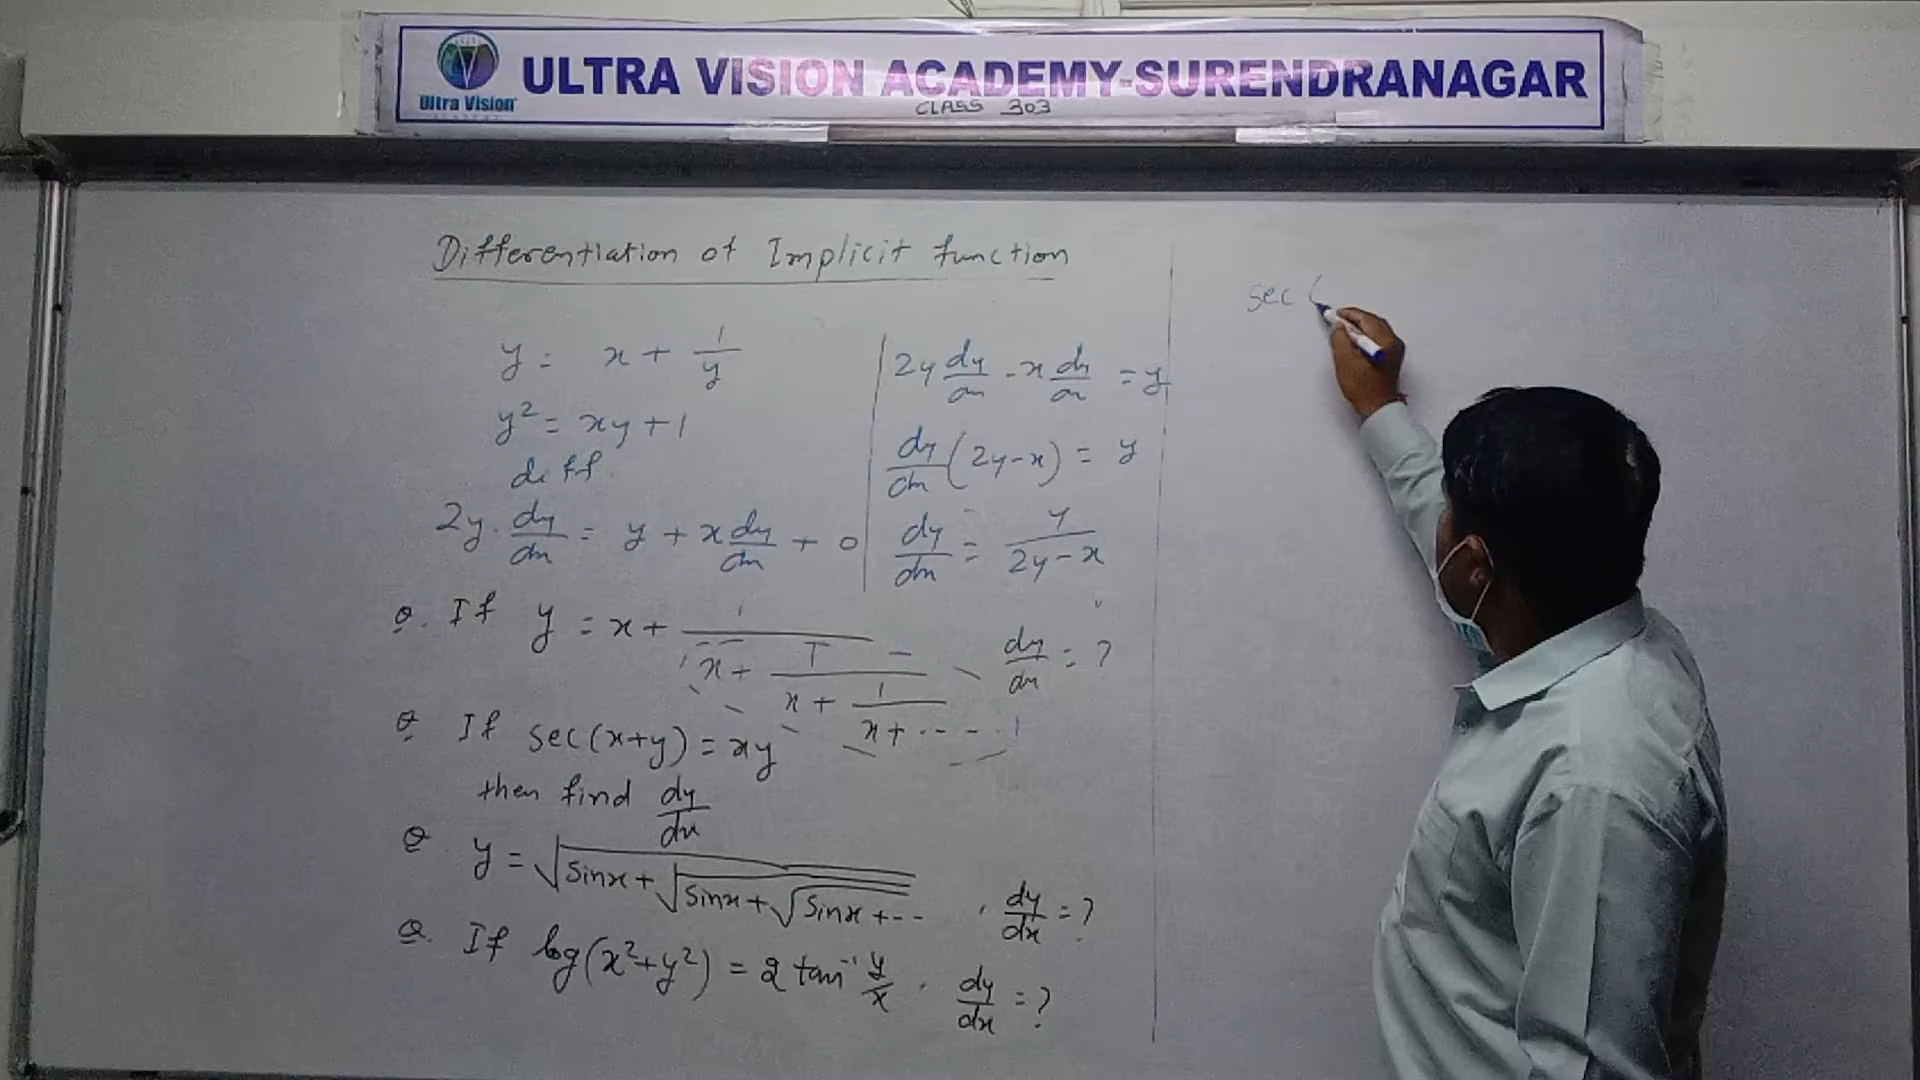 Ultra Vision
ACADEMY
ULTRA VISION ACADEMY-SURENDRANAGAR
CLASS 303
Differentiation of Implicit function
y = x + 1/y
y² = xy + 1
diff.
2y. dy/dx = y + x dy/dx + 0
2y dy/dx - x dy/dx = y
dy/dx (2y-x) = y
dy/dx = y/(2y-x)
Q. If y = x + 1/(x + 1/(x + 1/(x + ----- dy/dx = ?
Q If sec(x+y) = xy
then find dy/dx
Q y = √sinx + √sinx + √sinx + --- , dy/dx = ?
Q. If log(x²+y²) = 2 tan⁻¹ y/x . dy/dx = ?
sec (